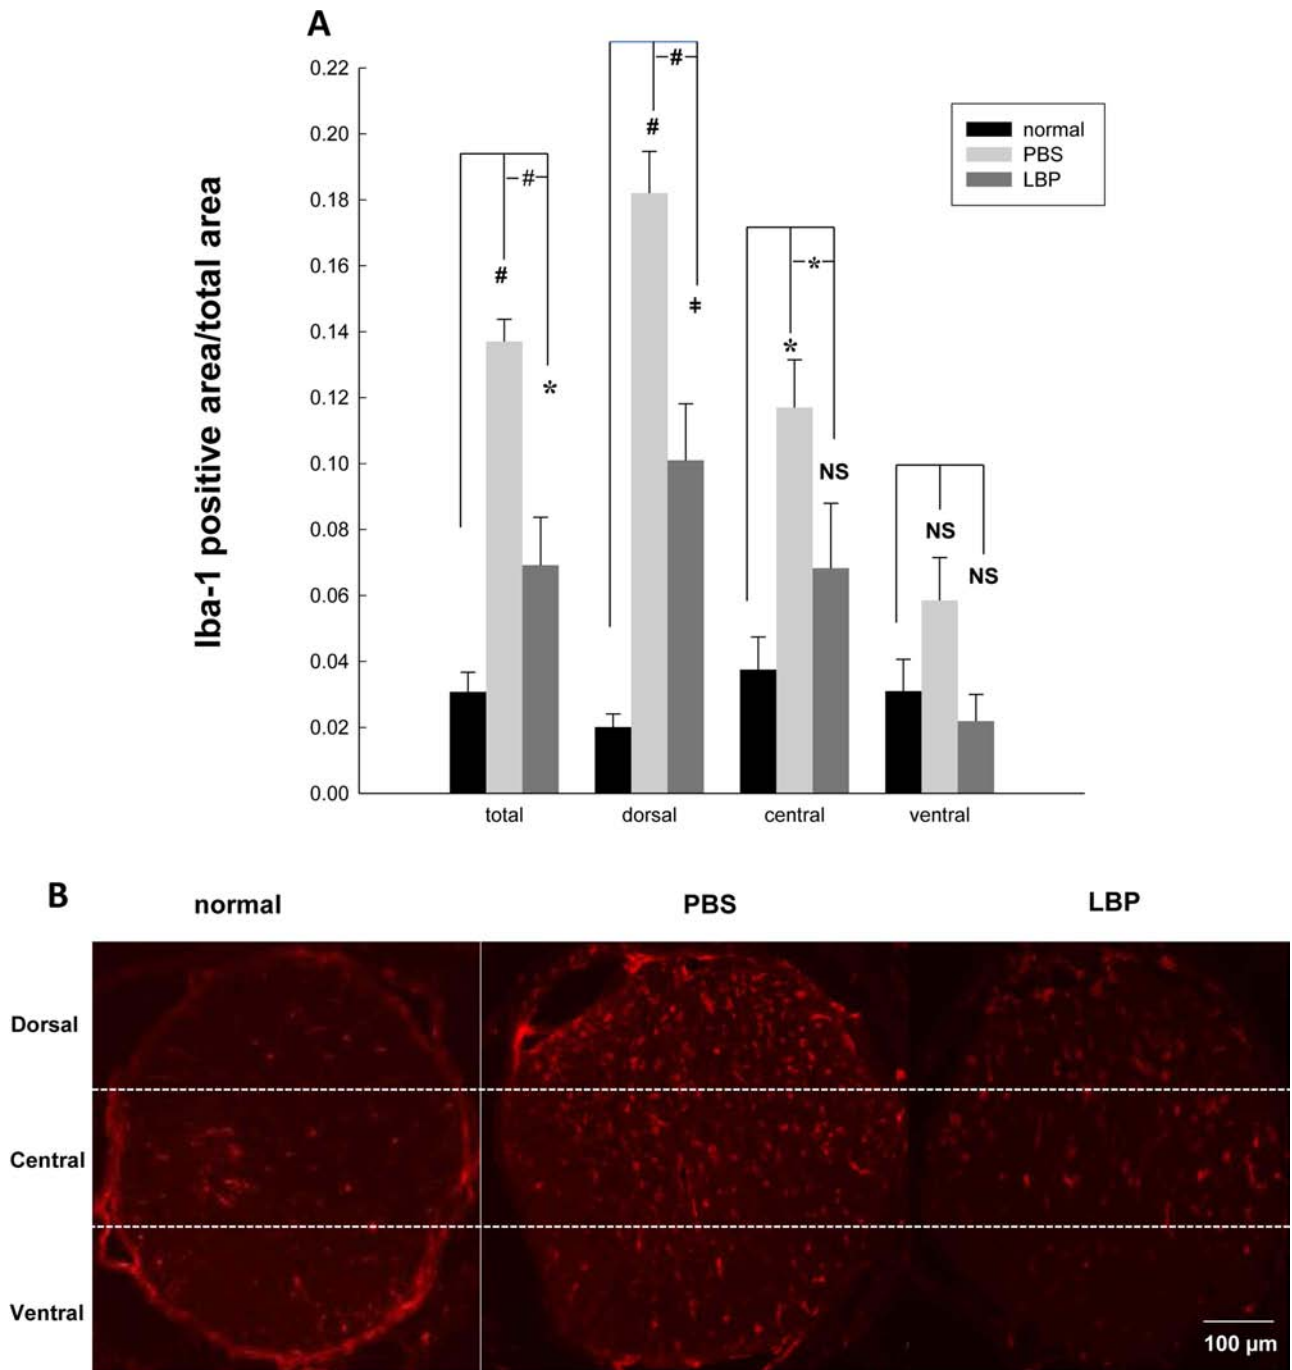 A
Iba-1 positive area/total area
0.22
0.20
0.18
0.16
0.14
0.12
0.10
0.08
0.06
0.04
0.02
0.00
#
#
*
#
#
ǂ
*
*
NS
NS
NS
normal
PBS
LBP
total dorsal central ventral
B
normal PBS LBP
Dorsal
Central
Ventral
100 µm